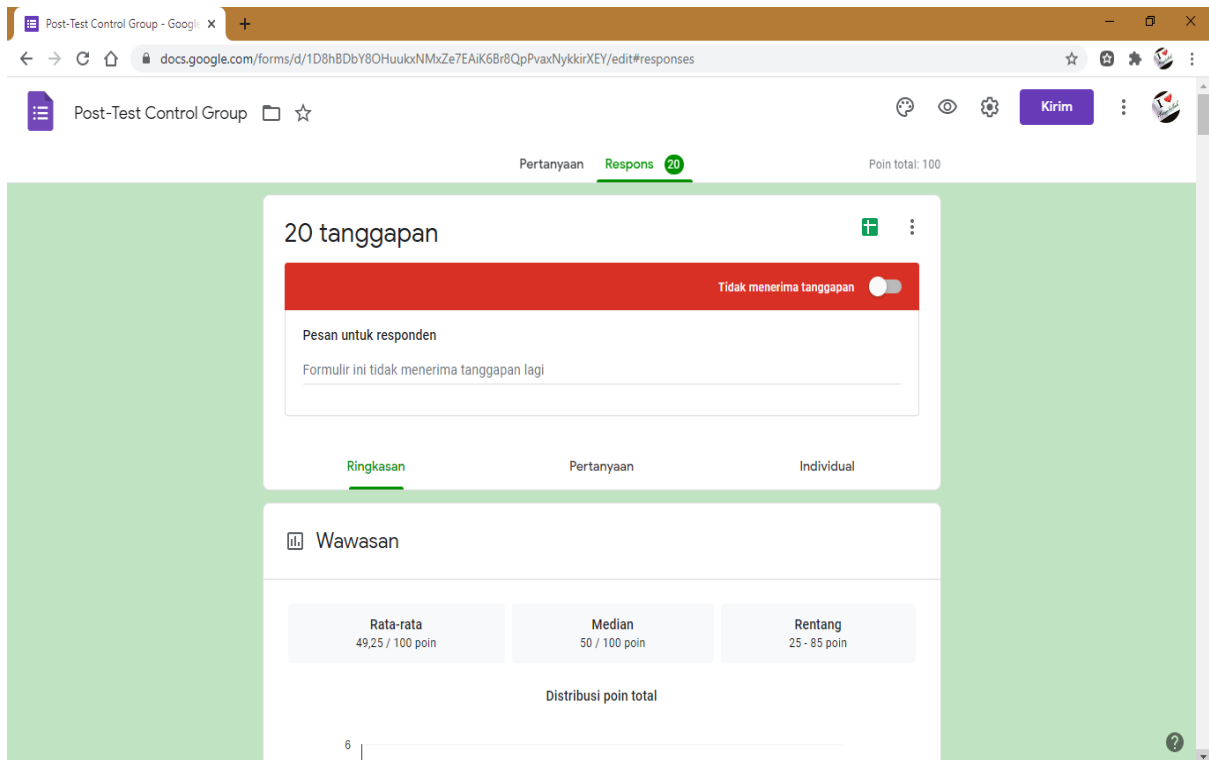 Post-Test Control Group - Google
docs.google.com/forms/d/1D8hBDbY8OHuukxNMxZe7EAiK6Br8QpPvaxNykkirXEY/edit#responses
Post-Test Control Group
Kirim
Pertanyaan Respons 20 Poin total: 100
20 tanggapan
Tidak menerima tanggapan
Pesan untuk responden
Formulir ini tidak menerima tanggapan lagi
Ringkasan Pertanyaan Individual
Wawasan
Rata-rata Median Rentang
49,25 / 100 poin 50 / 100 poin 25 - 85 poin
Distribusi poin total
6